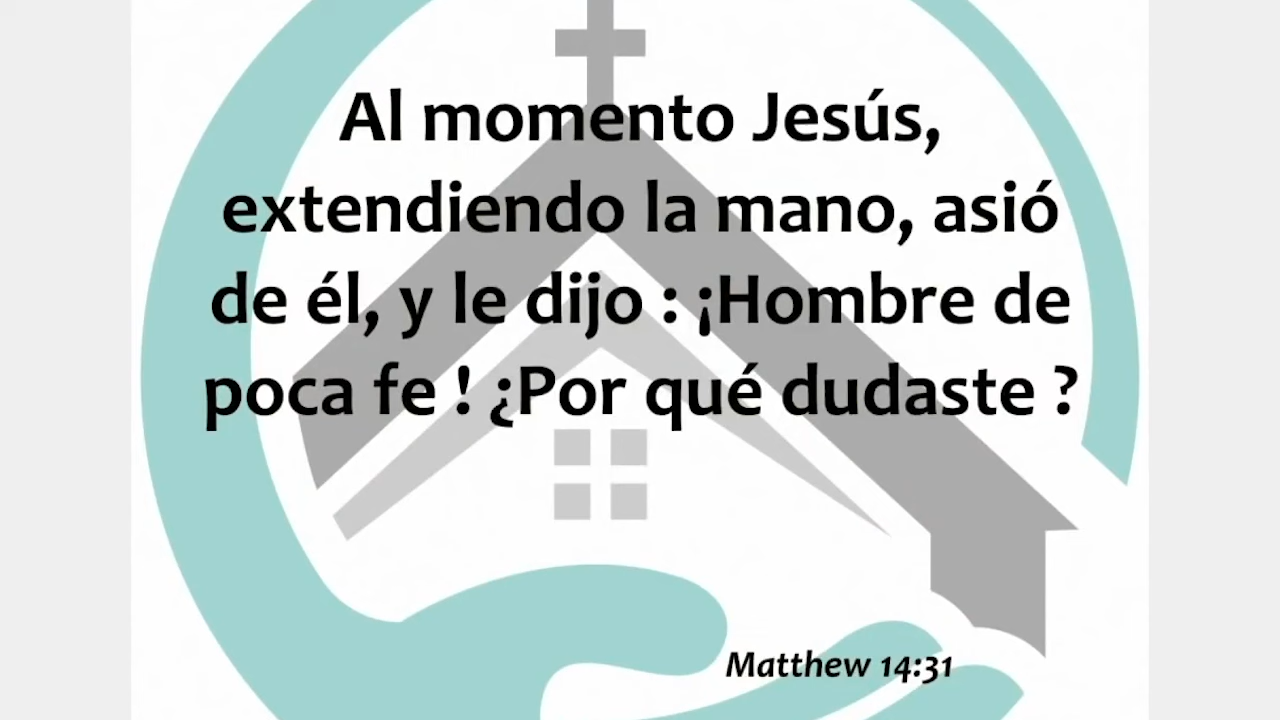 Al momento Jesús,
extendiendo la mano, asió
de él, y le dijo : ¡Hombre de
poca fe ! ¿Por qué dudaste ?
Matthew 14:31